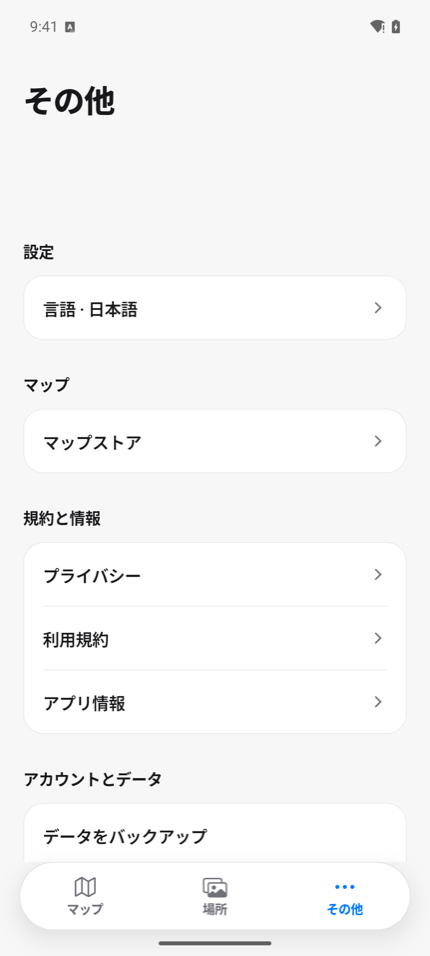 9:41
その他
設定
言語 · 日本語
マップ
マップストア
規約と情報
プライバシー
利用規約
アプリ情報
アカウントとデータ
データをバックアップ
マップ
場所
その他